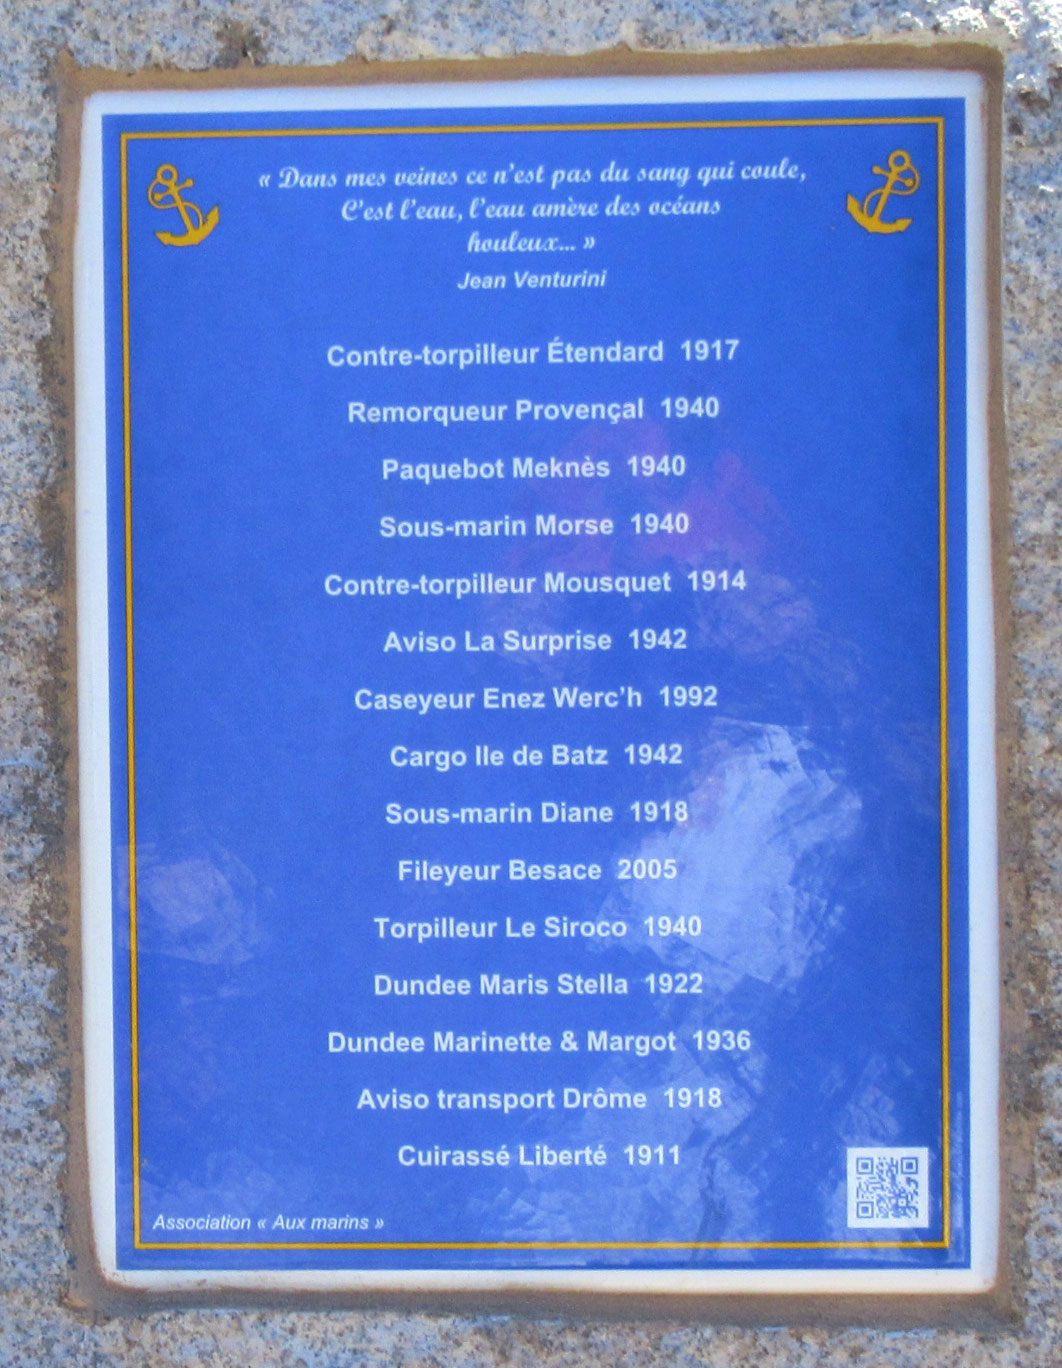 « Dans mes veines ce n'est pas du sang qui coule,
C'est l'eau, l'eau amère des océans
houleux... »
Jean Venturini
Contre-torpilleur Étendard 1917
Remorqueur Provençal 1940
Paquebot Meknès 1940
Sous-marin Morse 1940
Contre-torpilleur Mousquet 1914
Aviso La Surprise 1942
Caseyeur Enez Werc'h 1992
Cargo Ile de Batz 1942
Sous-marin Diane 1918
Fileyeur Besace 2005
Torpilleur Le Siroco 1940
Dundee Maris Stella 1922
Dundee Marinette & Margot 1936
Aviso transport Drôme 1918
Cuirassé Liberté 1911
Association « Aux marins »